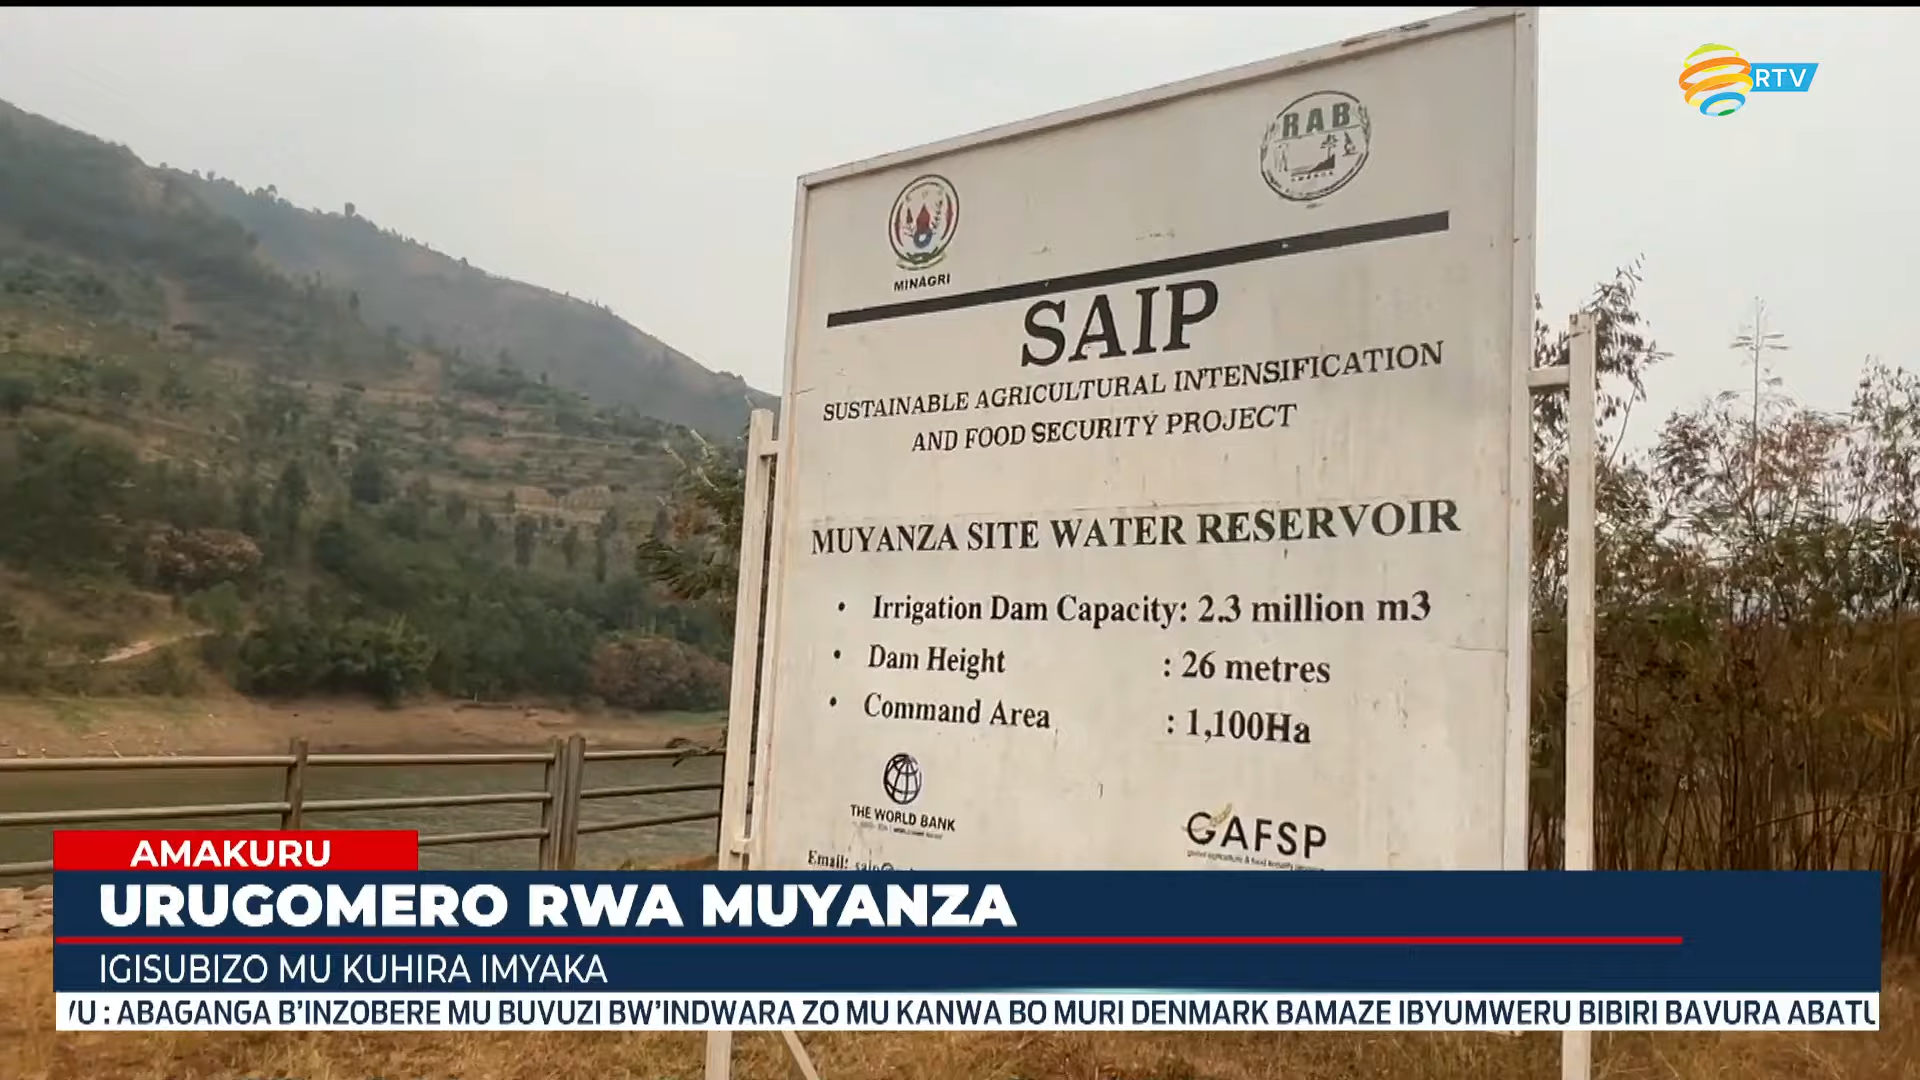 RTV
RAB
MINAGRI
SAIP
SUSTAINABLE AGRICULTURAL INTENSIFICATION
AND FOOD SECURITY PROJECT
MUYANZA SITE WATER RESERVOIR
• Irrigation Dam Capacity: 2.3 million m3
• Dam Height : 26 metres
• Command Area : 1,100Ha
THE WORLD BANK
GAFSP
Email:
AMAKURU
URUGOMERO RWA MUYANZA
IGISUBIZO MU KUHIRA IMYAKA
: ABAGANGA B'INZOBERE MU BUVUZI BW'INDWARA ZO MU KANWA BO MURI DENMARK BAMAZE IBYUMWERU BIBIRI BAVURA